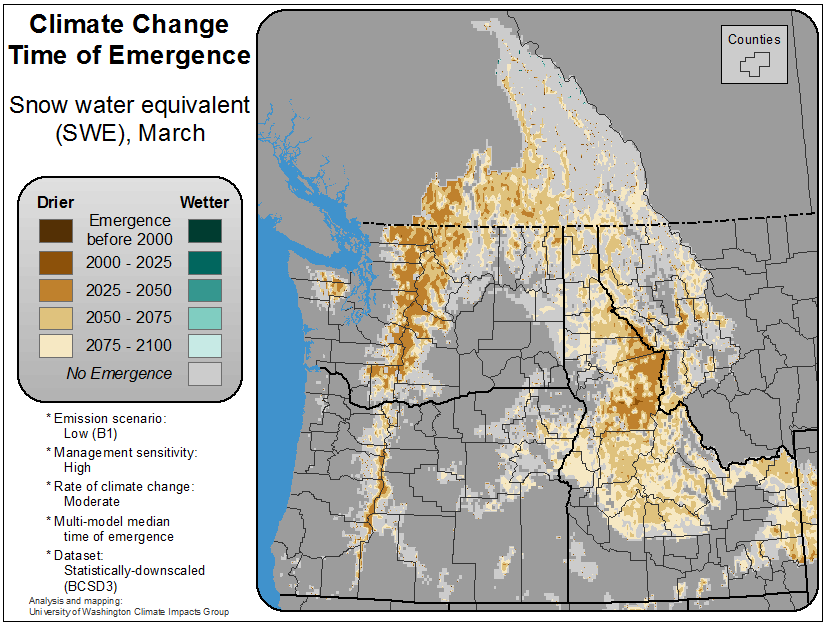 Climate Change
Time of Emergence
Snow water equivalent
(SWE), March
Drier
Wetter
Emergence
before 2000
2000 - 2025
2025 - 2050
2050 - 2075
2075 - 2100
No Emergence
* Emission scenario:
Low (B1)
* Management sensitivity:
High
* Rate of climate change:
Moderate
* Multi-model median
time of emergence
* Dataset:
Statistically-downscaled
(BCSD3)
Analysis and mapping:
University of Washington Climate Impacts Group
Counties